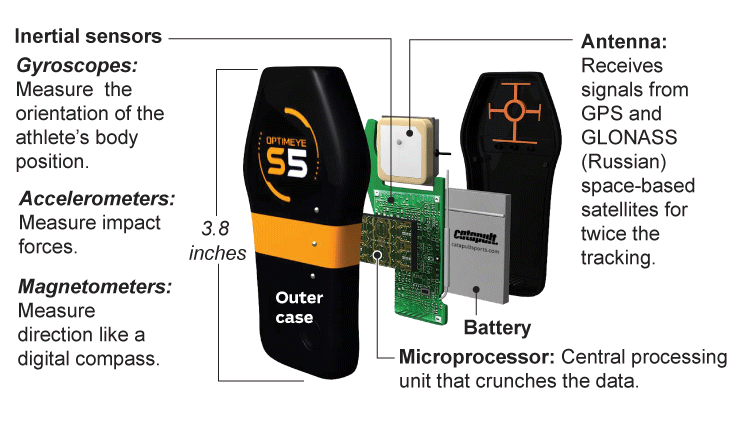 Inertial sensors
Gyroscopes:
Measure the
orientation of the
athlete's body
position.
Accelerometers:
Measure impact
forces.
Magnetometers:
Measure
direction like a
digital compass.
OPTIMEYE
S5
3.8
inches
Outer
case
Antenna:
Receives
signals from
GPS and
GLONASS
(Russian)
space-based
satellites for
twice the
tracking.
catapult
catapultsports.com
Battery
Microprocessor: Central processing
unit that crunches the data.